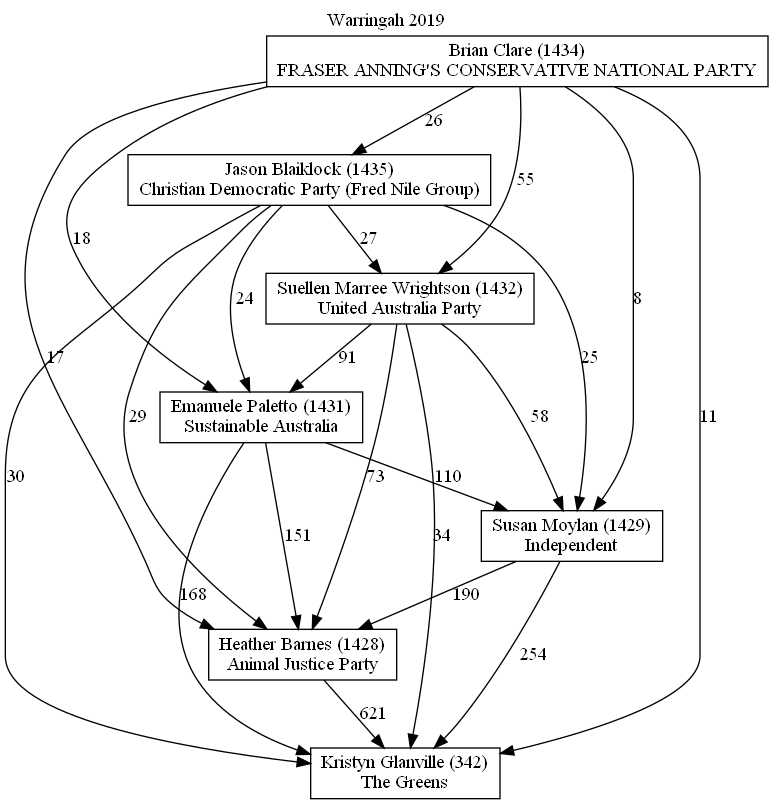 Warringah 2019
Brian Clare (1434)
FRASER ANNING'S CONSERVATIVE NATIONAL PARTY
26
Jason Blaiklock (1435)
Christian Democratic Party (Fred Nile Group)
55
18
27
Suellen Marree Wrightson (1432)
United Australia Party
24
8
17
91
25
Emanuele Paletto (1431)
Sustainable Australia
29
58
11
30
73
110
Susan Moylan (1429)
Independent
151
34
168
190
Heather Barnes (1428)
Animal Justice Party
254
621
Kristyn Glanville (342)
The Greens